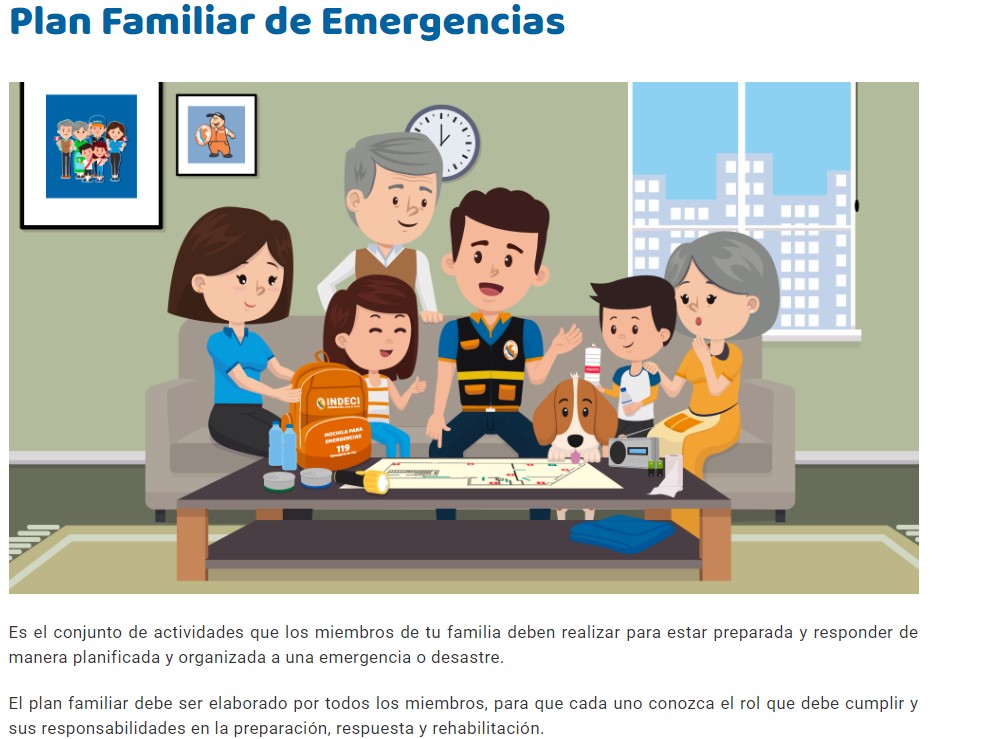 Plan Familiar de Emergencias
INDECI
MOCHILA PARA
EMERGENCIAS
119
Es el conjunto de actividades que los miembros de tu familia deben realizar para estar preparada y responder de
manera planificada y organizada a una emergencia o desastre.
El plan familiar debe ser elaborado por todos los miembros, para que cada uno conozca el rol que debe cumplir y
sus responsabilidades en la preparación, respuesta y rehabilitación.